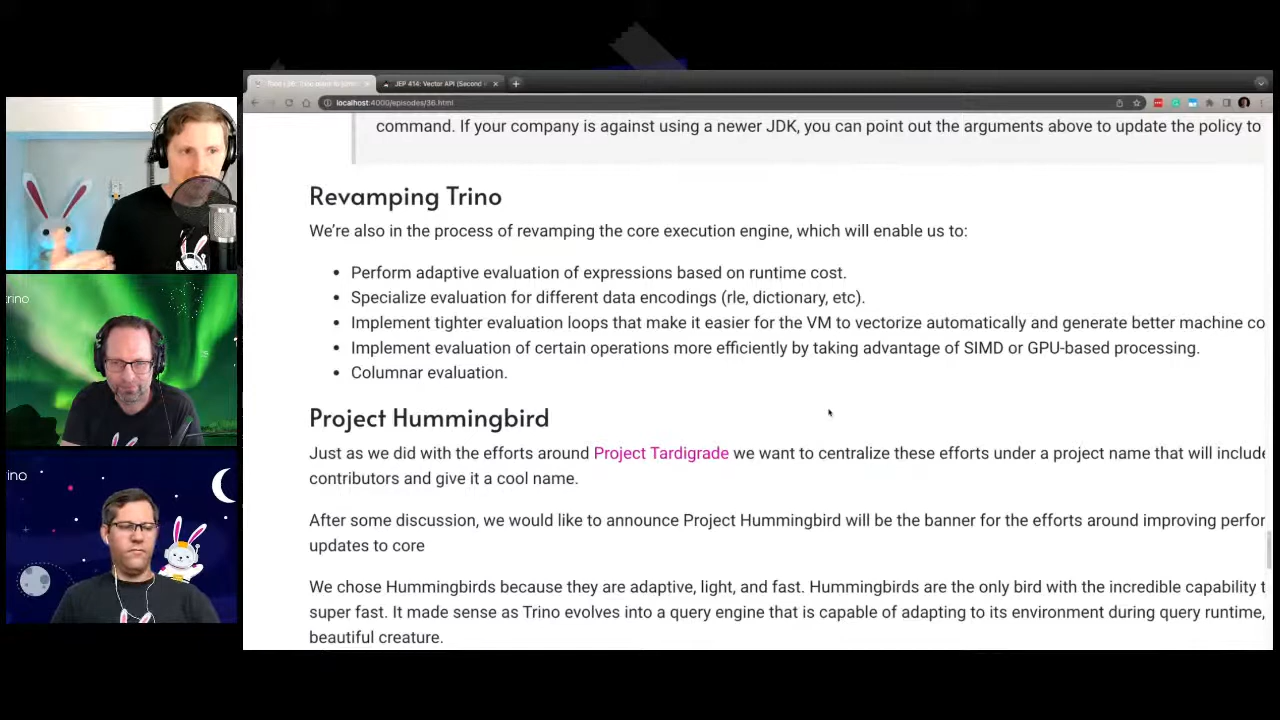 JEP 414: Vector API (Second
localhost:4000/episodes/36.html
command. If your company is against using a newer JDK, you can point out the arguments above to update the policy to
Revamping Trino
We're also in the process of revamping the core execution engine, which will enable us to:
• Perform adaptive evaluation of expressions based on runtime cost.
• Specialize evaluation for different data encodings (rle, dictionary, etc).
• Implement tighter evaluation loops that make it easier for the VM to vectorize automatically and generate better machine co
• Implement evaluation of certain operations more efficiently by taking advantage of SIMD or GPU-based processing.
• Columnar evaluation.
Project Hummingbird
Just as we did with the efforts around Project Tardigrade we want to centralize these efforts under a project name that will include
contributors and give it a cool name.
After some discussion, we would like to announce Project Hummingbird will be the banner for the efforts around improving perfor
updates to core
We chose Hummingbirds because they are adaptive, light, and fast. Hummingbirds are the only bird with the incredible capability t
super fast. It made sense as Trino evolves into a query engine that is capable of adapting to its environment during query runtime,
beautiful creature.
rino
ino